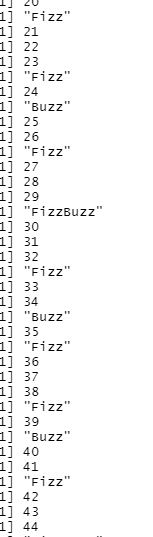 1] 20
1] "Fizz"
1] 21
1] 22
1] 23
1] "Fizz"
1] 24
1] "Buzz"
1] 25
1] 26
1] "Fizz"
1] 27
1] 28
1] 29
1] "FizzBuzz"
1] 30
1] 31
1] 32
1] "Fizz"
1] 33
1] 34
1] "Buzz"
1] 35
1] "Fizz"
1] 36
1] 37
1] 38
1] "Fizz"
1] 39
1] "Buzz"
1] 40
1] 41
1] "Fizz"
1] 42
1] 43
1] 44